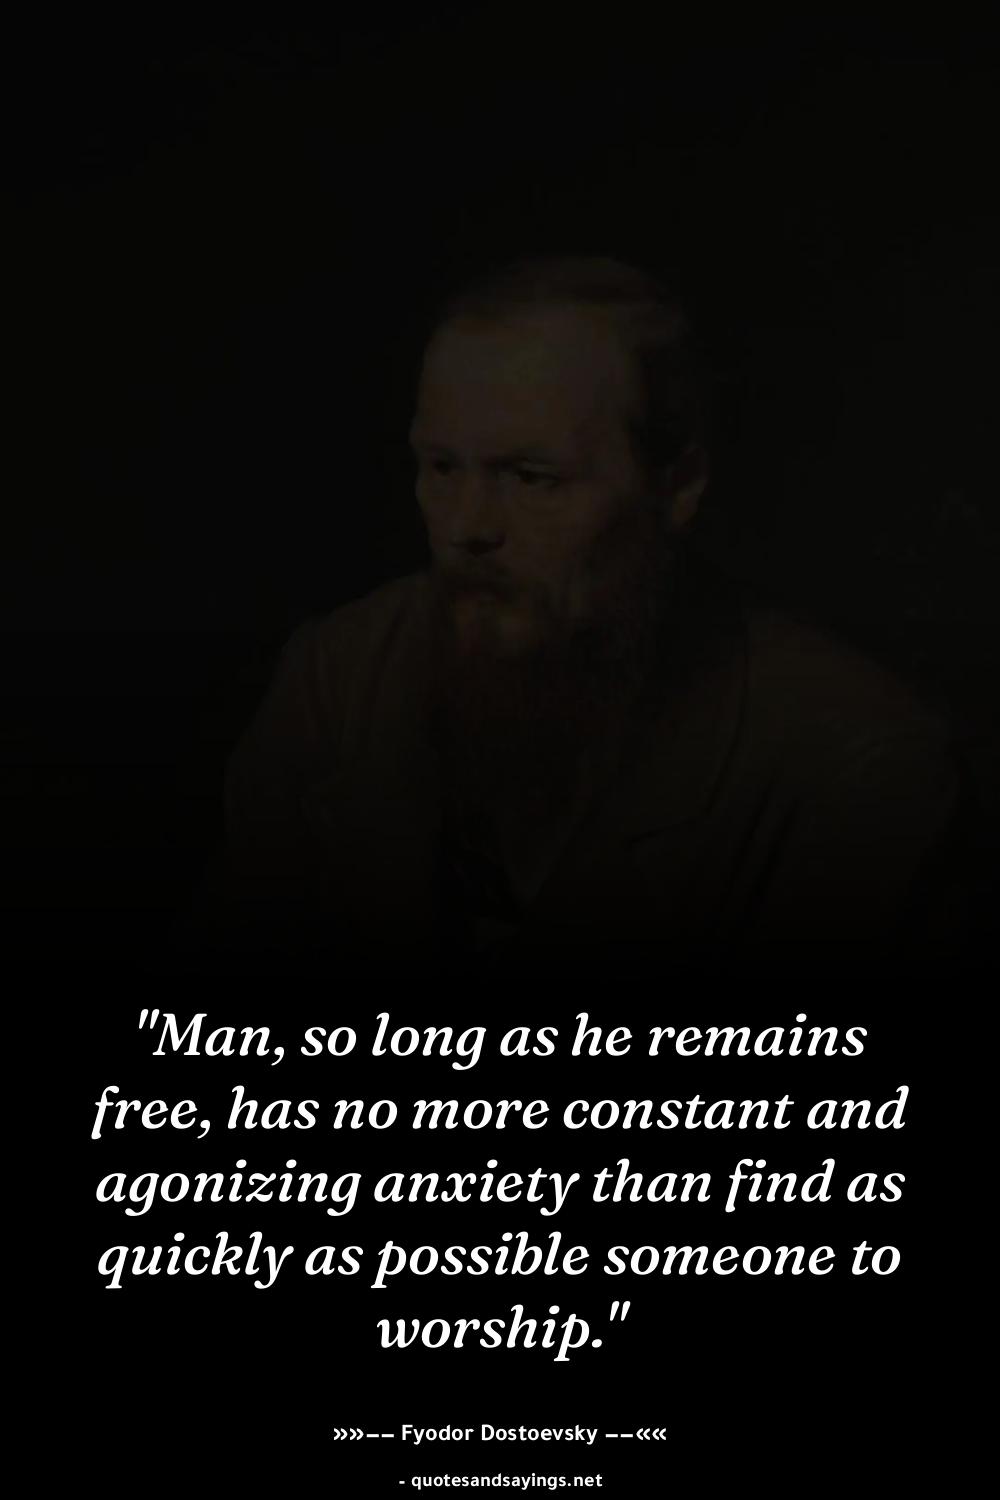 "Man, so long as he remains
free, has no more constant and
agonizing anxiety than find as
quickly as possible someone to
worship."
»»—— Fyodor Dostoevsky ——««
- quotesandsayings.net